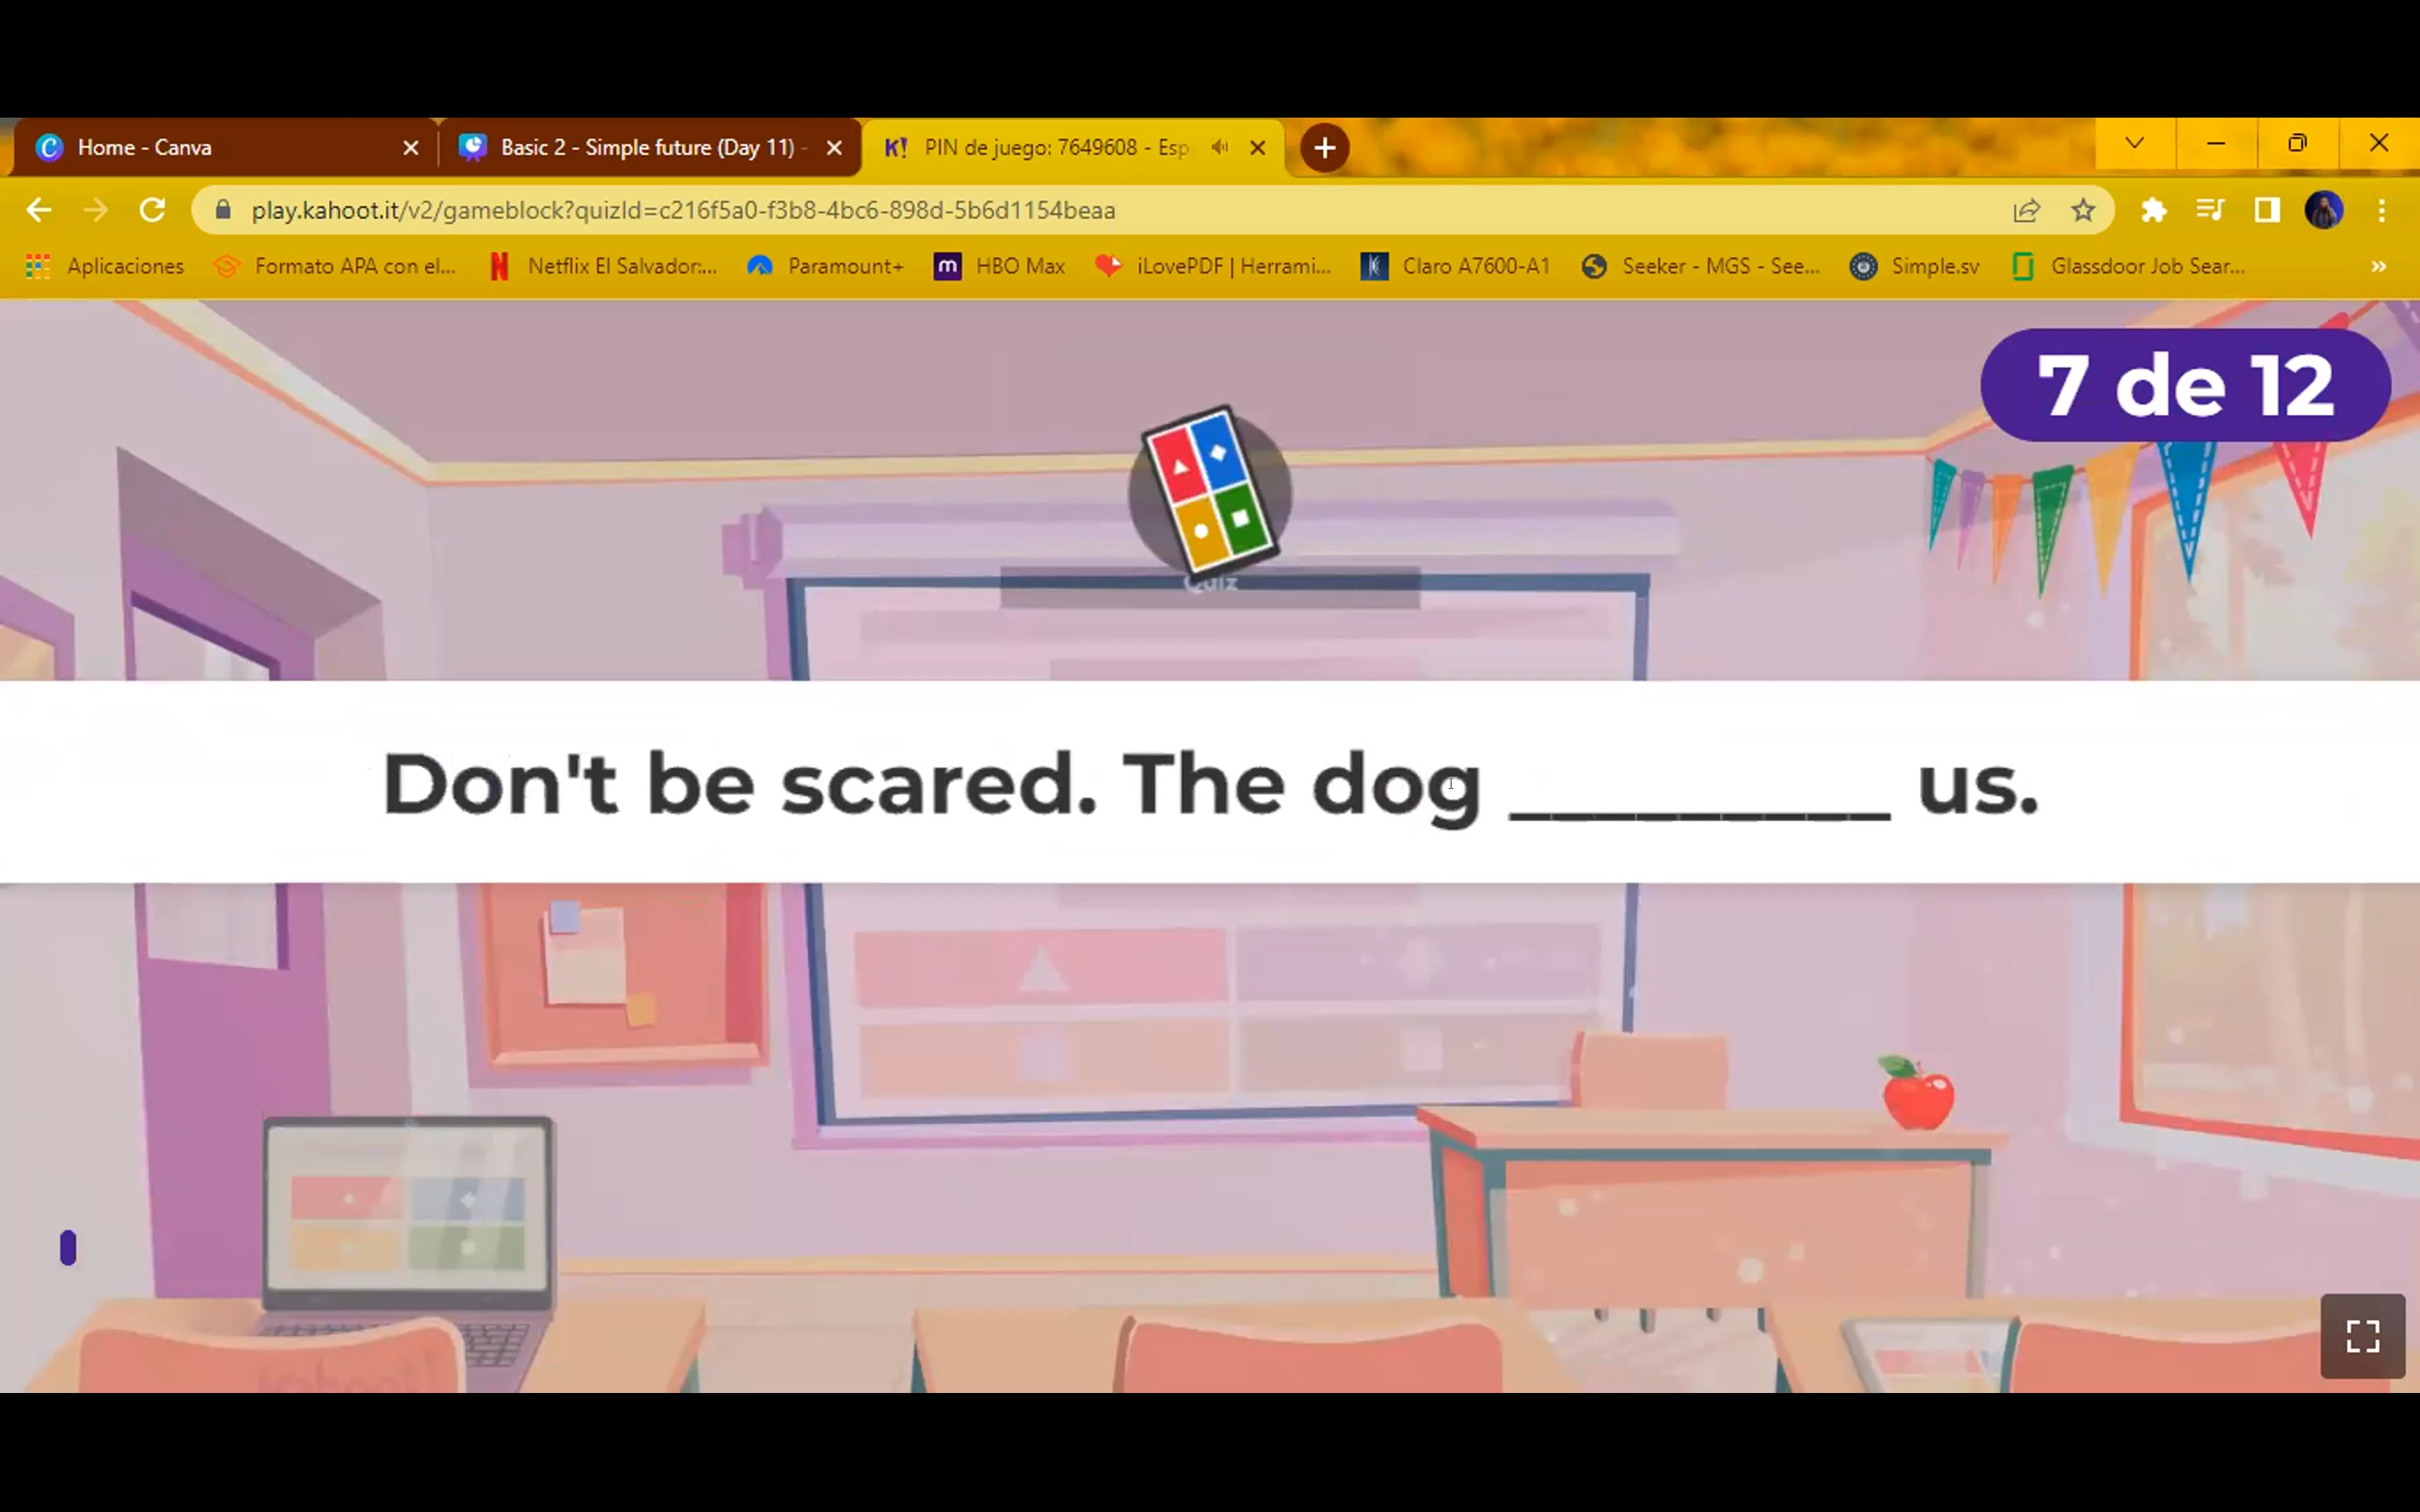 Home - Canva
Basic 2 - Simple future (Day 11) -
K! PIN de juego: 7649608 - Esp
play.kahoot.it/v2/gameblock?quizId=c216f5a0-f3b8-4bc6-898d-5b6d1154beaa
Aplicaciones Formato APA con el... Netflix El Salvador:... Paramount+ HBO Max iLovePDF | Herrami... Claro A7600-A1 Seeker - MGS - See... Simple.sv Glassdoor Job Sear... »
7 de 12
Quiz
Don't be scared. The dog _________ us.
Kahoot!